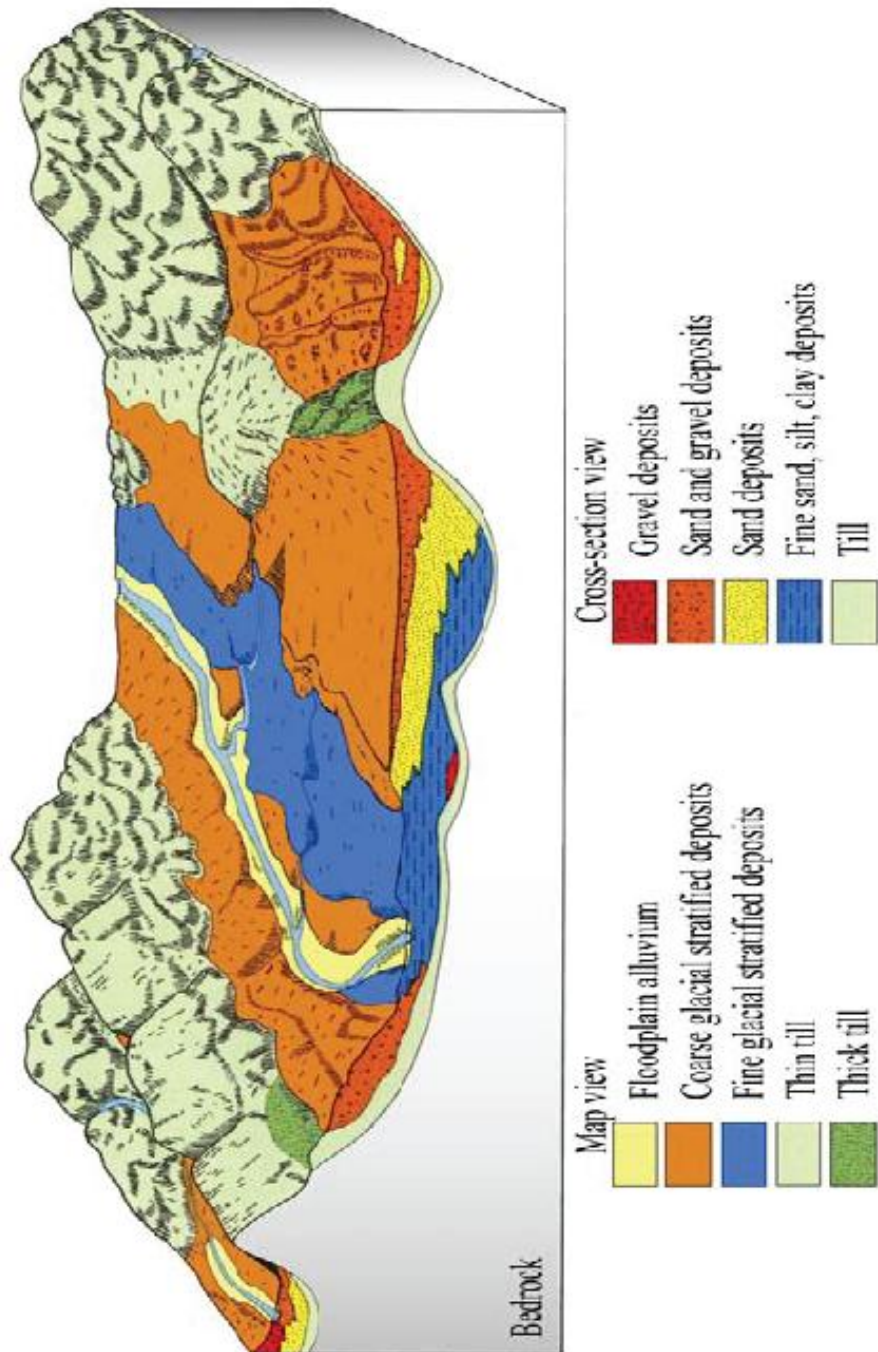 Bedrock
Map view
Floodplain alluvium
Coarse glacial stratified deposits
Fine glacial stratified deposits
Thin till
Thick till
Cross-section view
Gravel deposits
Sand and gravel deposits
Sand deposits
Fine sand, silt, clay deposits
Till